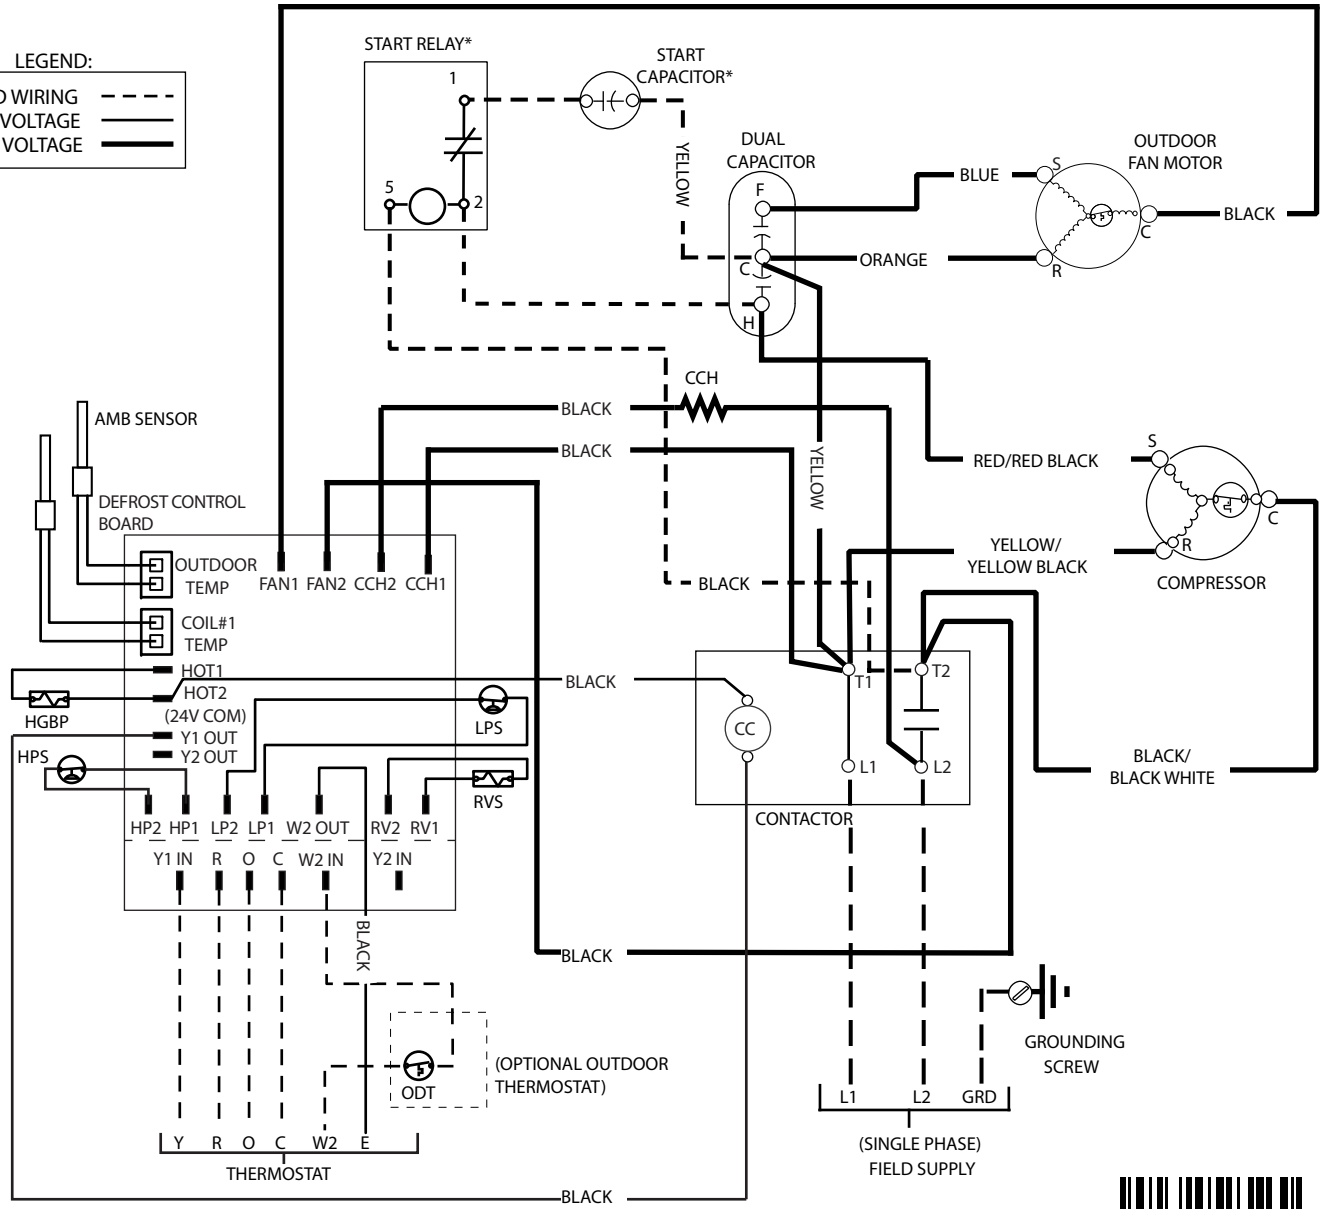 LEGEND:
D WIRING
VOLTAGE
VOLTAGE
START RELAY*
1
5
2
START
CAPACITOR*
YELLOW
DUAL
CAPACITOR
F
C
H
BLUE
ORANGE
OUTDOOR
FAN MOTOR
S
C
R
BLACK
CCH
BLACK
BLACK
YELLOW
RED/RED BLACK
S
C
R
YELLOW/
YELLOW BLACK
COMPRESSOR
BLACK
AMB SENSOR
DEFROST CONTROL
BOARD
OUTDOOR
TEMP
FAN1 FAN2 CCH2 CCH1
COIL#1
TEMP
HOT1
HOT2
(24V COM)
Y1 OUT
Y2 OUT
HGBP
HPS
BLACK
LPS
RVS
CC
T1
T2
L1
L2
CONTACTOR
BLACK/
BLACK WHITE
HP2 HP1 LP2 LP1 W2 OUT RV2 RV1
Y1 IN R O C W2 IN Y2 IN
BLACK
BLACK
(OPTIONAL OUTDOOR
THERMOSTAT)
ODT
GROUNDING
SCREW
L1 L2 GRD
(SINGLE PHASE)
FIELD SUPPLY
Y R O C W2 E
THERMOSTAT
BLACK